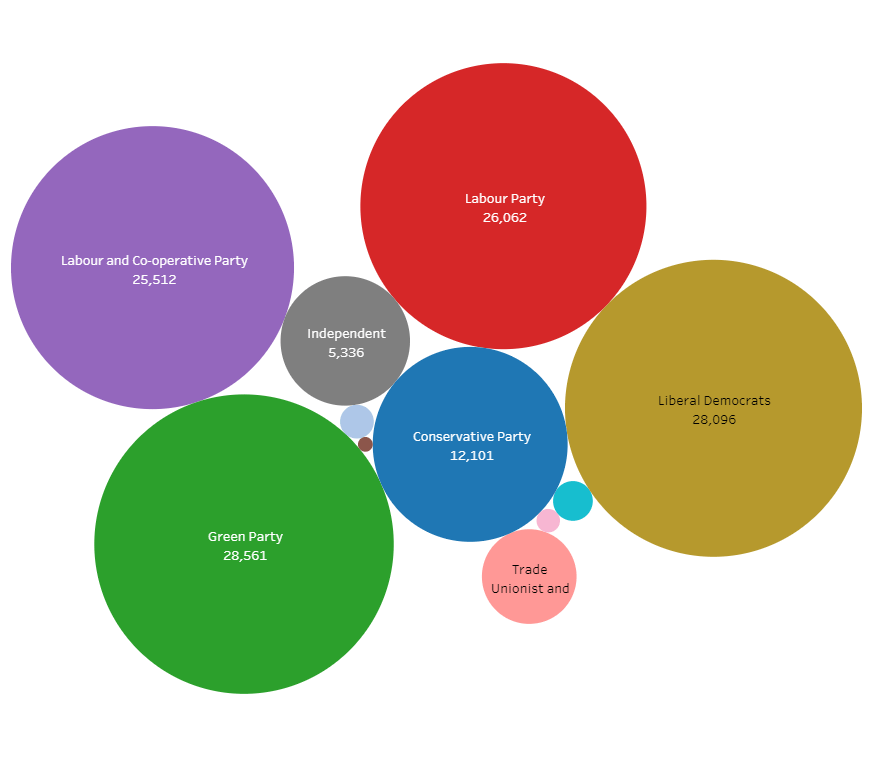 Labour Party
26,062
Labour and Co-operative Party
25,512
Independent
5,336
Liberal Democrats
28,096
Conservative Party
12,101
Green Party
28,561
Trade
Unionist and